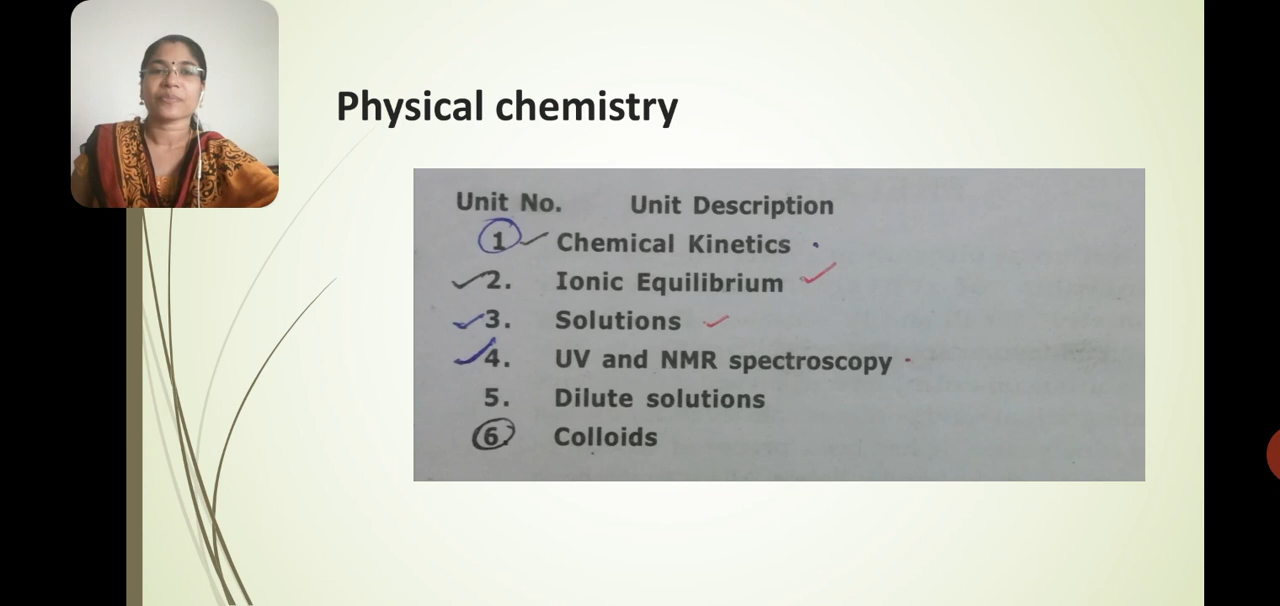 Physical chemistry
Unit No. Unit Description
1 Chemical Kinetics
2. Ionic Equilibrium
3. Solutions
4. UV and NMR spectroscopy
5. Dilute solutions
6. Colloids